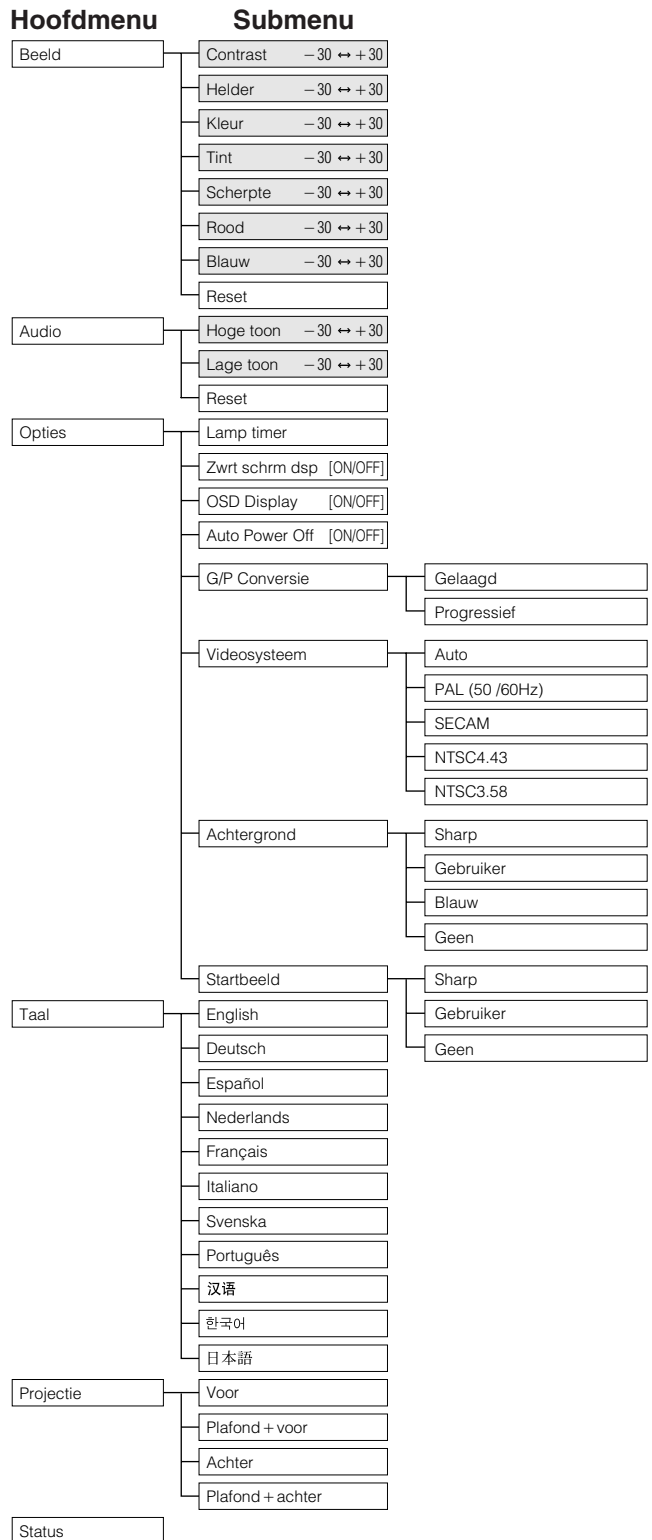 Hoofdmenu Submenu
Beeld Contrast −30 ↔ +30
Helder −30 ↔ +30
Kleur −30 ↔ +30
Tint −30 ↔ +30
Scherpte −30 ↔ +30
Rood −30 ↔ +30
Blauw −30 ↔ +30
Reset
Audio Hoge toon −30 ↔ +30
Lage toon −30 ↔ +30
Reset
Opties Lamp timer
Zwrt schrm dsp [ON/OFF]
OSD Display [ON/OFF]
Auto Power Off [ON/OFF]
G/P Conversie Gelaagd
Progressief
Videosysteem Auto
PAL (50 /60Hz)
SECAM
NTSC4.43
NTSC3.58
Achtergrond Sharp
Gebruiker
Blauw
Geen
Startbeeld Sharp
Taal English Gebruiker
Deutsch Geen
Español
Nederlands
Français
Italiano
Svenska
Português
汉语
한국어
日本語
Projectie Voor
Plafond+voor
Achter
Plafond+achter
Status